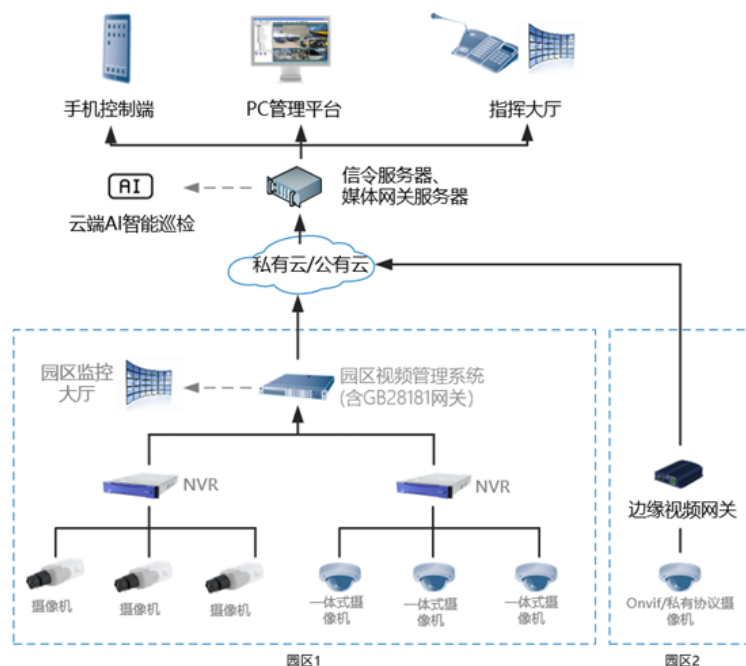 手机控制端
PC管理平台
指挥大厅
AI
信令服务器、
媒体网关服务器
云端AI智能巡检
私有云/公有云
园区监控
大厅
园区视频管理系统
(含GB28181网关)
NVR
NVR
边缘视频网关
摄像机
摄像机
摄像机
一体式摄
像机
一体式摄
像机
一体式摄
像机
Onvif/私有协议摄
像机
园区1
园区2